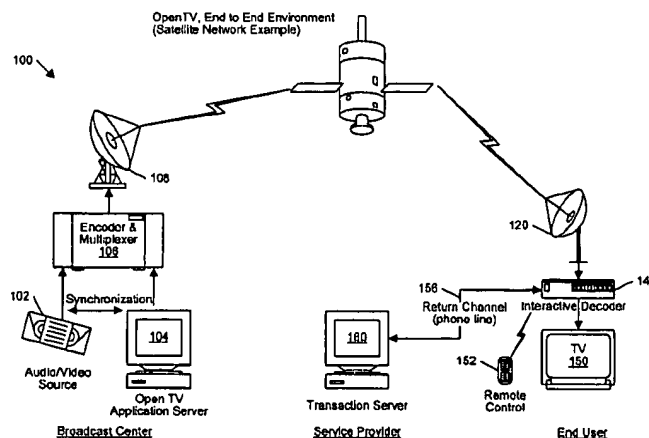 OpenTV, End to End Environment
(Satellite Network Example)
100
108
120
Encoder &
Multiplexer
106
102
Synchronization
104
Audio/Video
Source
Open TV
Application Server
Broadcast Center
156
Return Channel
(phone line)
160
Transaction Server
Service Provider
14
Interactive Decoder
152
Remote
Control
TV
150
End User